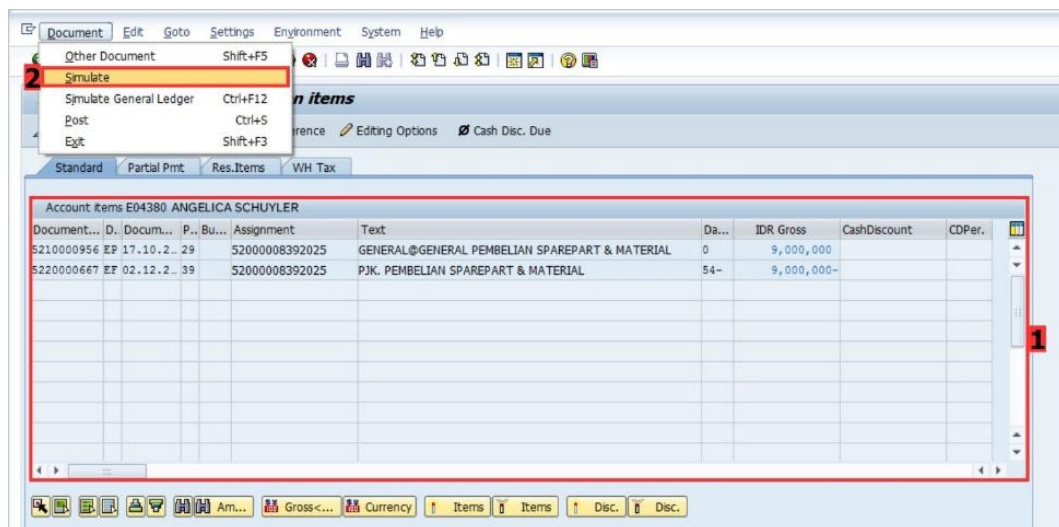 Document Edit Goto Settings Environment System Help
Other Document Shift+F5
2
Simulate
Simulate General Ledger Ctrl+F12
n items
Post Ctrl+S
rence Editing Options Cash Disc. Due
Exit Shift+F3
Standard Partial Pmt Res.Items WH Tax
Account items E04380 ANGELICA SCHUYLER
Document... D.. Docum... P.. Bu... Assignment Text Da... IDR Gross CashDiscount CDPer.
5210000956 EP 17.10.2… 29 52000008392025 GENERAL@GENERAL PEMBELIAN SPAREPART & MATERIAL 0 9,000,000
5220000667 EF 02.12.2… 39 52000008392025 PJK. PEMBELIAN SPAREPART & MATERIAL 54- 9,000,000-
1
Am... Gross<... Currency Items Items Disc. Disc.